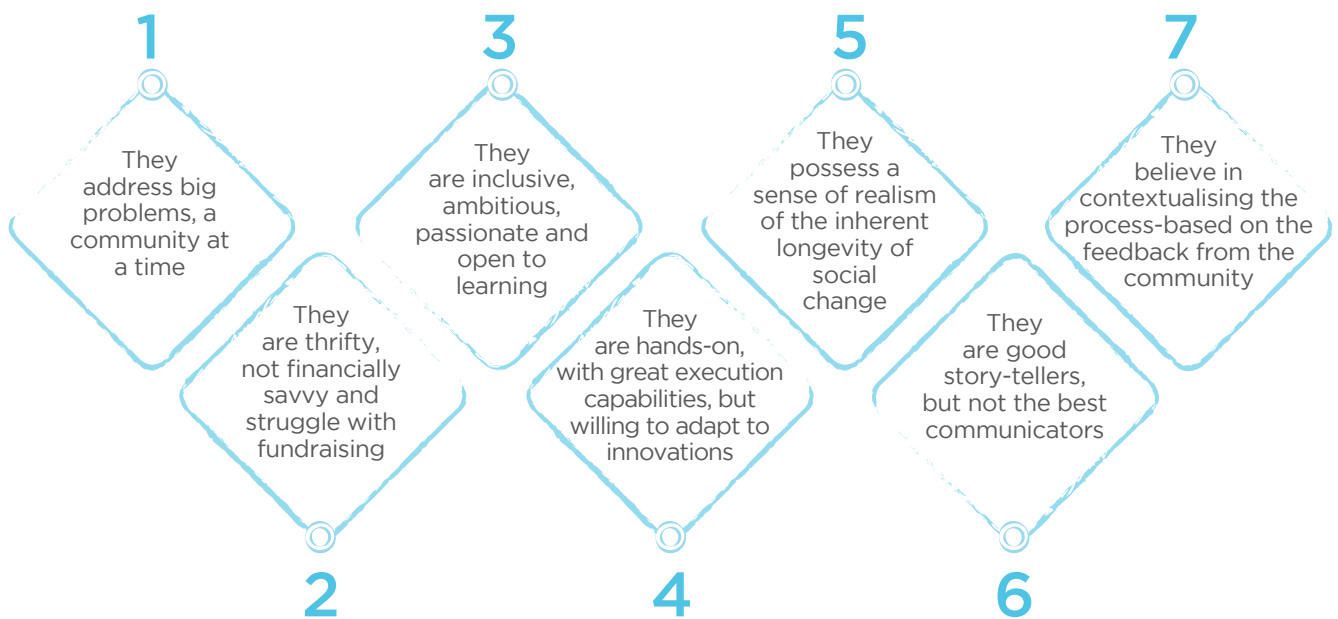 1
They
address big
problems, a
community at
a time
2
They
are thrifty,
not financially
savvy and
struggle with
fundraising
3
They
are inclusive,
ambitious,
passionate and
open to
learning
4
They
are hands-on,
with great execution
capabilities, but
willing to adapt to
innovations
5
They
possess a
sense of realism
of the inherent
longevity of
social
change
6
They
are good
story-tellers,
but not the best
communicators
7
They
believe in
contextualising the
process-based on the
feedback from the
community